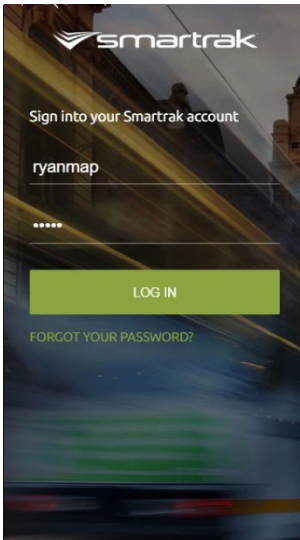 smartrak
Sign into your Smartrak account
ryanmap
•••••
LOG IN
FORGOT YOUR PASSWORD?